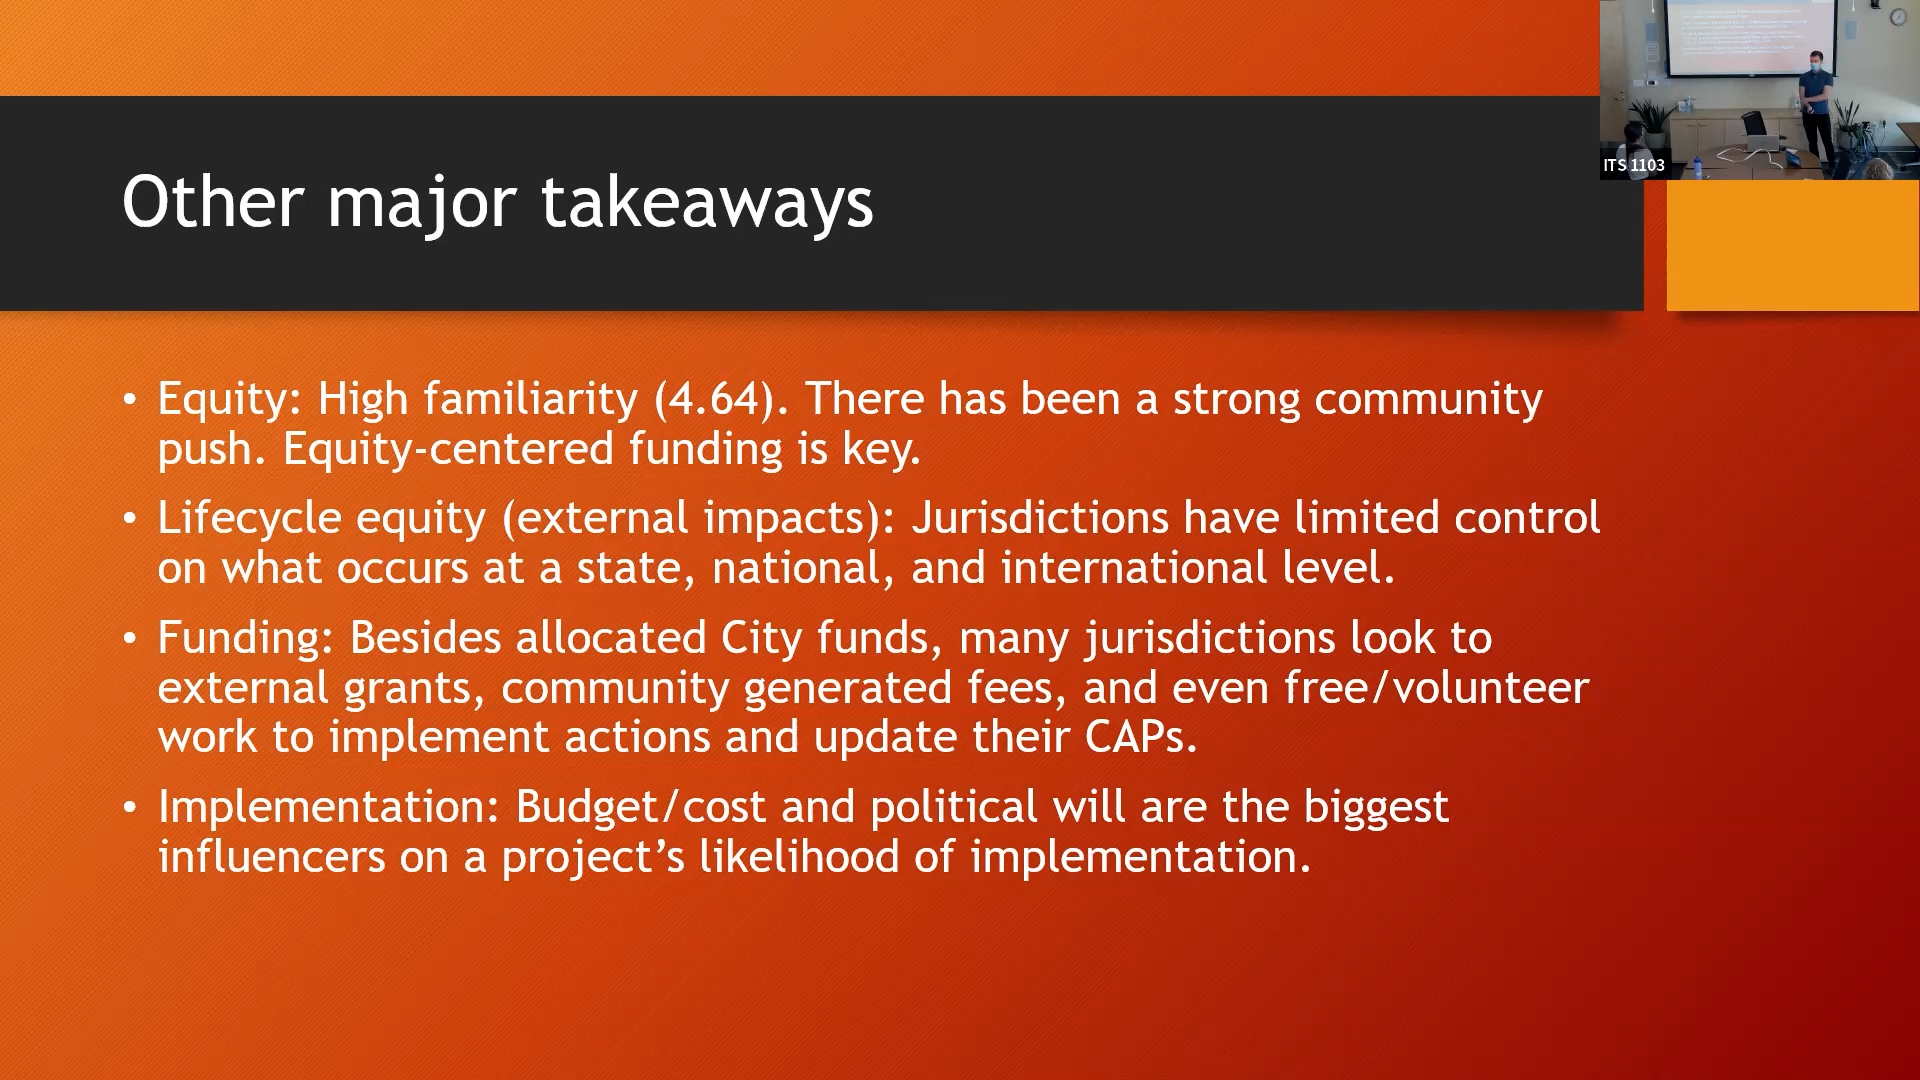 Other major takeaways
ITS 1103
• Equity: High familiarity (4.64). There has been a strong community
push. Equity-centered funding is key.
• Lifecycle equity (external impacts): Jurisdictions have limited control
on what occurs at a state, national, and international level.
• Funding: Besides allocated City funds, many jurisdictions look to
external grants, community generated fees, and even free/volunteer
work to implement actions and update their CAPs.
• Implementation: Budget/cost and political will are the biggest
influencers on a project’s likelihood of implementation.